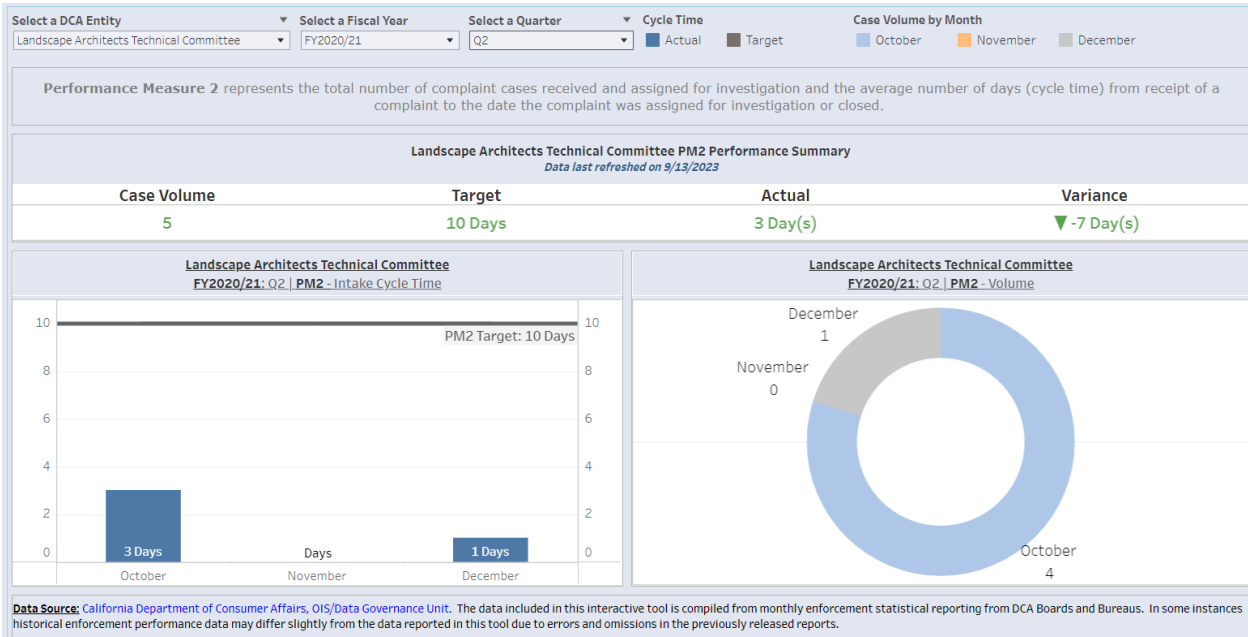 Select a DCA Entity
Select a Fiscal Year
Select a Quarter
Cycle Time
Case Volume by Month
Landscape Architects Technical Committee
FY2020/21
Q2
Actual
Target
October
November
December
Performance Measure 2 represents the total number of complaint cases received and assigned for investigation and the average number of days (cycle time) from receipt of a
complaint to the date the complaint was assigned for investigation or closed.
Landscape Architects Technical Committee PM2 Performance Summary
Data last refreshed on 9/13/2023
Case Volume
Target
Actual
Variance
5
10 Days
3 Day(s)
▼ -7 Day(s)
Landscape Architects Technical Committee
FY2020/21: Q2 | PM2 - Intake Cycle Time
10
8
6
4
2
0
PM2 Target: 10 Days
3 Days
Days
1 Days
10
8
6
4
2
0
October
November
December
Landscape Architects Technical Committee
FY2020/21: Q2 | PM2 - Volume
December
1
November
0
October
4
Data Source: California Department of Consumer Affairs, OIS/Data Governance Unit. The data included in this interactive tool is compiled from monthly enforcement statistical reporting from DCA Boards and Bureaus. In some instances
historical enforcement performance data may differ slightly from the data reported in this tool due to errors and omissions in the previously released reports.